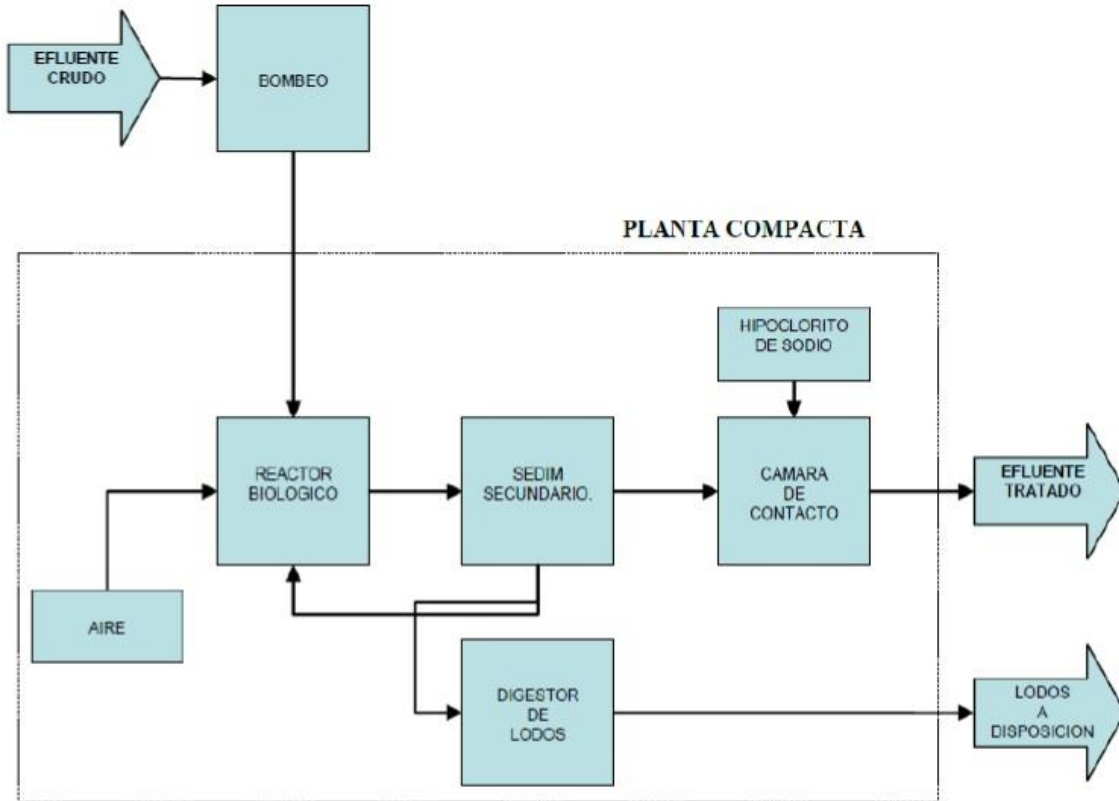 EFLUENTE
CRUDO
BOMBEO
PLANTA COMPACTA
HIPOCLORITO
DE SODIO
REACTOR
BIOLOGICO
SEDIM
SECUNDARIO.
CAMARA
DE
CONTACTO
EFLUENTE
TRATADO
AIRE
DIGESTOR
DE
LODOS
LODOS
A
DISPOSICION